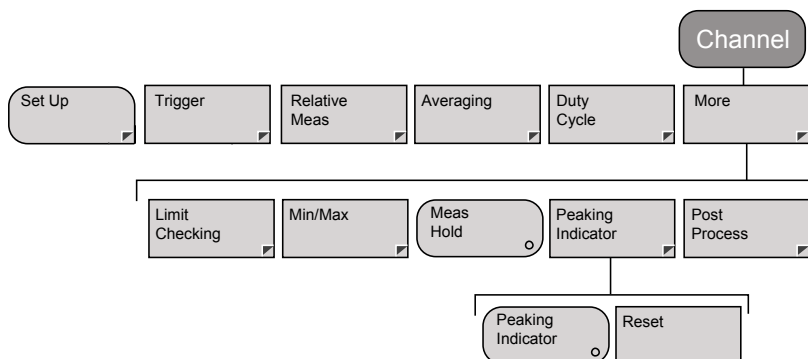 Channel
Set Up
Trigger
Relative
Meas
Averaging
Duty
Cycle
More
Limit
Checking
Min/Max
Meas
Hold
Peaking
Indicator
Post
Process
Peaking
Indicator
Reset